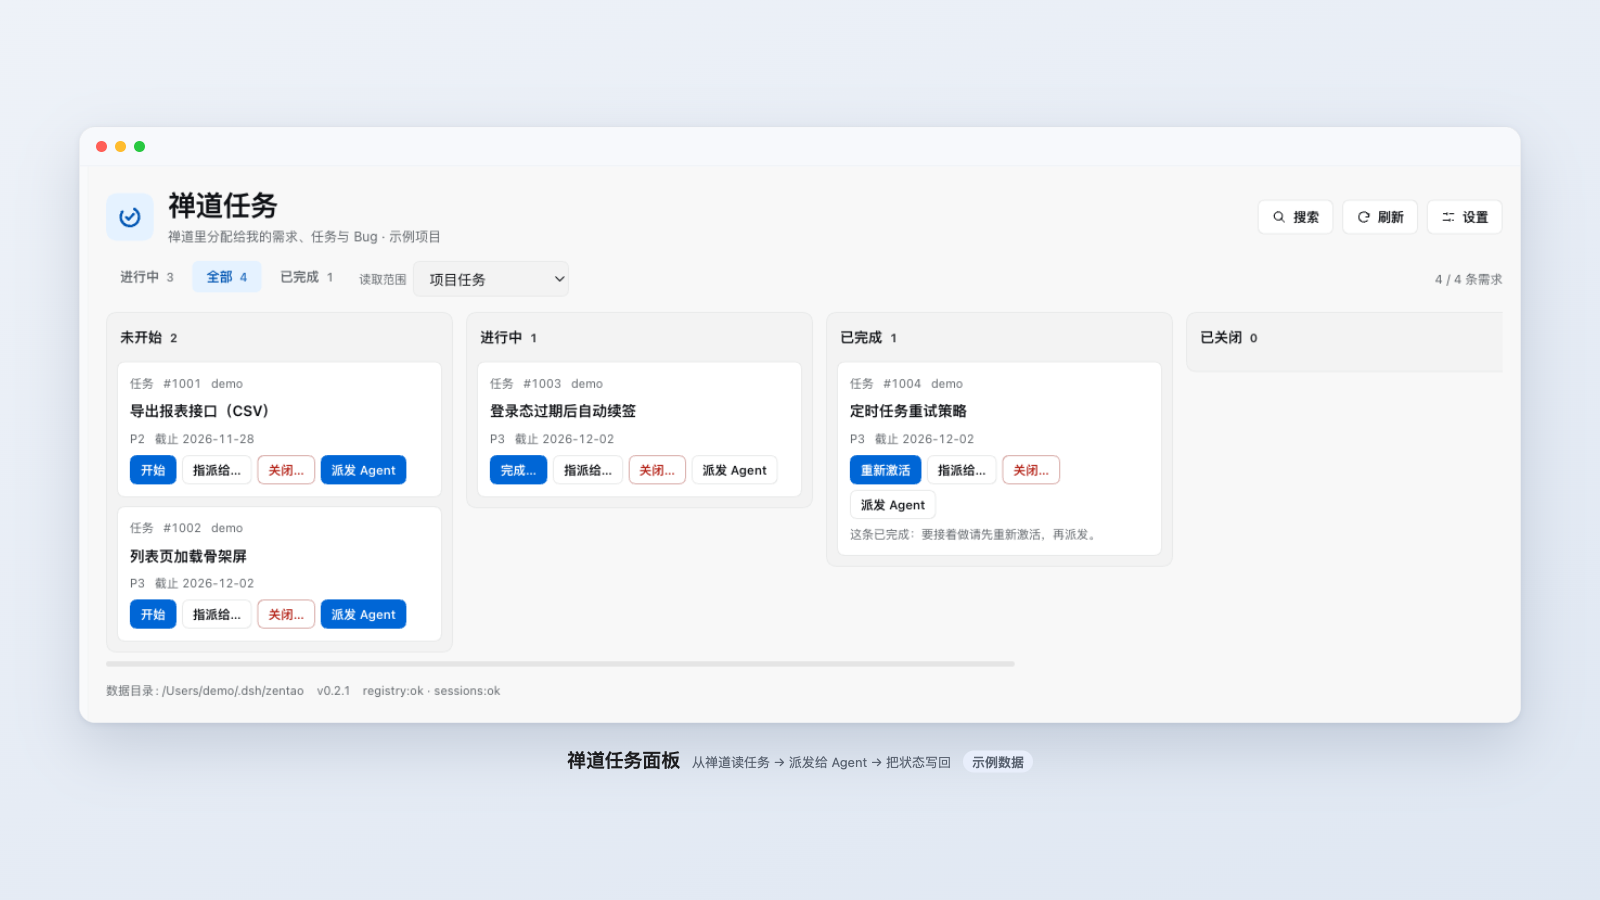 禅道任务
禅道里分配给我的需求、任务与 Bug · 示例项目
搜索
刷新
设置
进行中 3
全部 4
已完成 1
读取范围
项目任务
4 / 4 条需求
未开始 2
任务 #1001 demo
导出报表接口（CSV）
P2 截止 2026-11-28
开始 指派给... 关闭... 派发 Agent
任务 #1002 demo
列表页加载骨架屏
P3 截止 2026-12-02
开始 指派给... 关闭... 派发 Agent
进行中 1
任务 #1003 demo
登录态过期后自动续签
P3 截止 2026-12-02
完成... 指派给... 关闭... 派发 Agent
已完成 1
任务 #1004 demo
定时任务重试策略
P3 截止 2026-12-02
重新激活 指派给... 关闭...
派发 Agent
这条已完成：要接着做请先重新激活，再派发。
已关闭 0
数据目录：/Users/demo/.dsh/zentao v0.2.1 registry:ok · sessions:ok
禅道任务面板 从禅道读任务 → 派发给 Agent → 把状态写回 示例数据